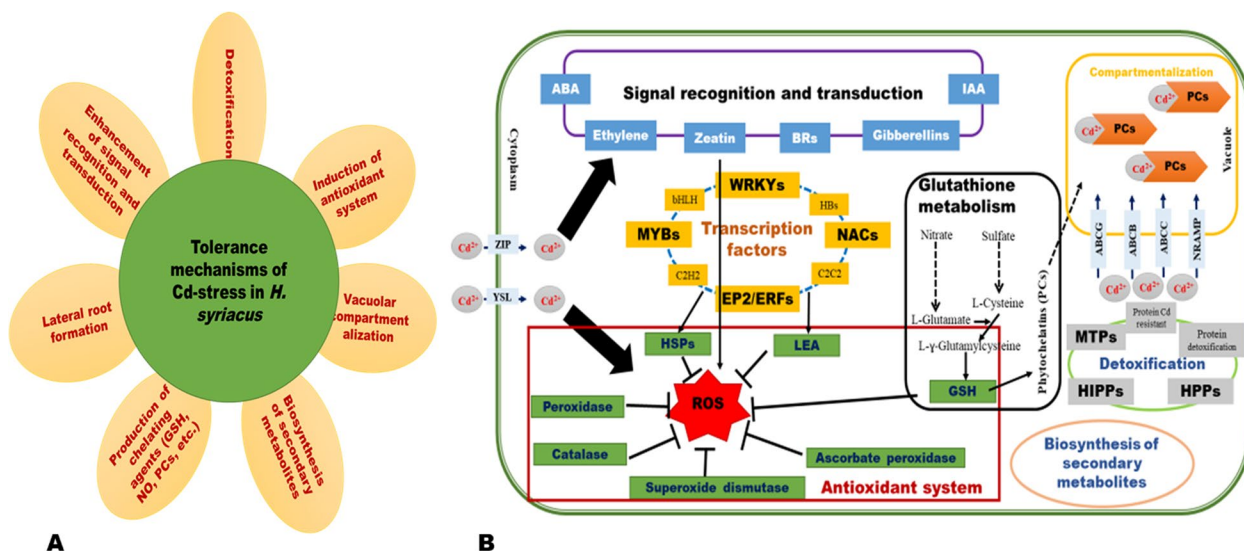 Detoxification
Enhancement
of signal
recognition and
transduction
Induction of
antioxidant
system
Tolerance
mechanisms of
Cd-stress in H.
syriacus
Lateral root
formation
Vacuolar
compartment
alization
Production of
chelating
agents (GSH,
NO, PCs, etc.)
Biosynthesis
of secondary
metabolites
A
Cytoplasm
ABA
Signal recognition and transduction
IAA
Ethylene
Zeatin
BRs
Gibberellins
Cd2+
ZIP
Cd2+
Cd2+
YSL
Cd2+
WRKYs
bHLH
HBs
MYBs
Transcription
factors
NACs
C2H2
C2C2
EP2/ERFs
HSPs
LEA
ROS
Peroxidase
Catalase
Superoxide dismutase
Ascorbate peroxidase
Antioxidant system
Glutathione
metabolism
Nitrate
Sulfate
L-Cysteine
L-Glutamate
L-γ-Glutamylcysteine
GSH
Phytochelatins (PCs)
Compartmentalization
Cd2+
PCs
Cd2+
PCs
Cd2+
PCs
Vacuole
ABCG
ABCB
ABCC
NRAMP
Cd2+
Cd2+
Cd2+
Protein Cd
resistant
MTPs
Protein
detoxification
Detoxification
HIPPs
HPPs
Biosynthesis of
secondary
metabolites
B